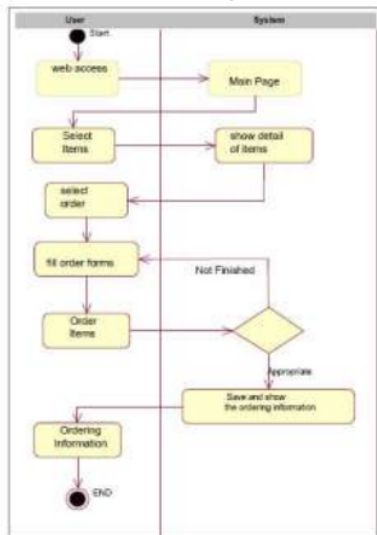 User System
Start
web access
Main Page
Select
Items
show detail
of items
select
order
fill order forms
Not Finished
Order
Items
Appropriate
Save and show
the ordering information
Ordering
Information
END